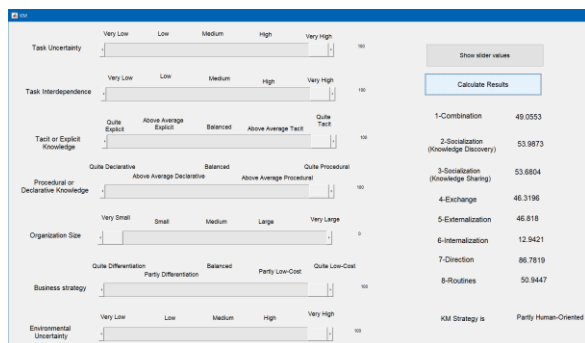 KM
Very Low Low Medium High Very High
Task Uncertainty 100
Show slider values
Very Low Low Medium High Very High
Task Interdependence 100
Calculate Results
Quite Explicit Above Average Explicit Balanced Above Average Tacit Quite Tacit
Tacit or Explicit Knowledge 100
1-Combination 49.0553
2-Socialization (Knowledge Discovery) 53.9873
Quite Declarative Above Average Declarative Balanced Above Average Procedural Quite Procedural
Procedural or Declarative Knowledge 100
3-Socialization (Knowledge Sharing) 53.6804
4-Exchange 46.3196
Very Small Small Medium Large Very Large
Organization Size 0
5-Externalization 46.818
6-Internalization 12.9421
7-Direction 86.7819
Quite Differentiation Partly Differentiation Balanced Partly Low-Cost Quite Low-Cost
Business strategy 100
8-Routines 50.9447
Very Low Low Medium High Very High
Environmental Uncertainty 100
KM Strategy is Partly Human-Oriented